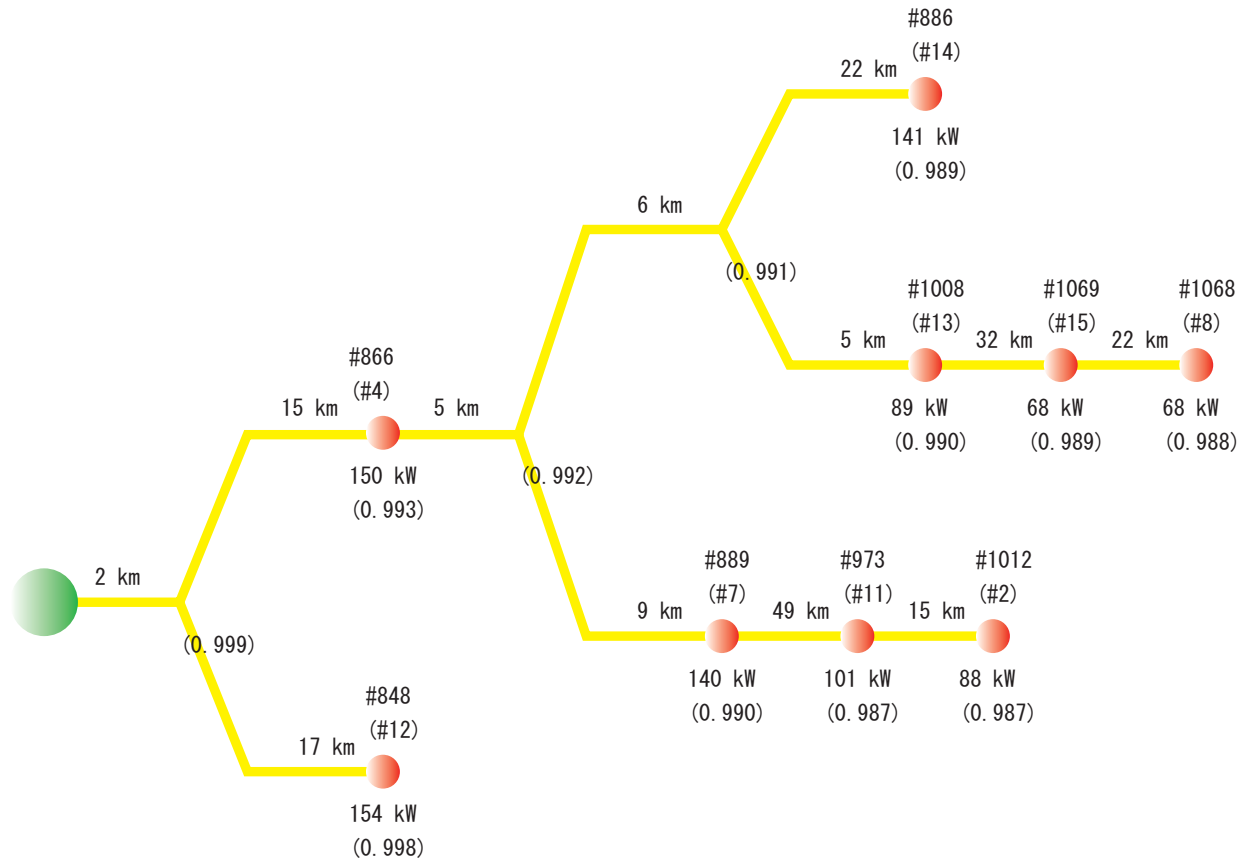 #886
(#14)
22 km
141 kW
(0.989)
6 km
(0.991)
#1008
(#13)
#1069
(#15)
#1068
(#8)
5 km
32 km
22 km
89 kW
(0.990)
68 kW
(0.989)
68 kW
(0.988)
#866
(#4)
15 km
5 km
150 kW
(0.993)
(0.992)
#889
(#7)
#973
(#11)
#1012
(#2)
9 km
49 km
15 km
140 kW
(0.990)
101 kW
(0.987)
88 kW
(0.987)
2 km
(0.999)
#848
(#12)
17 km
154 kW
(0.998)